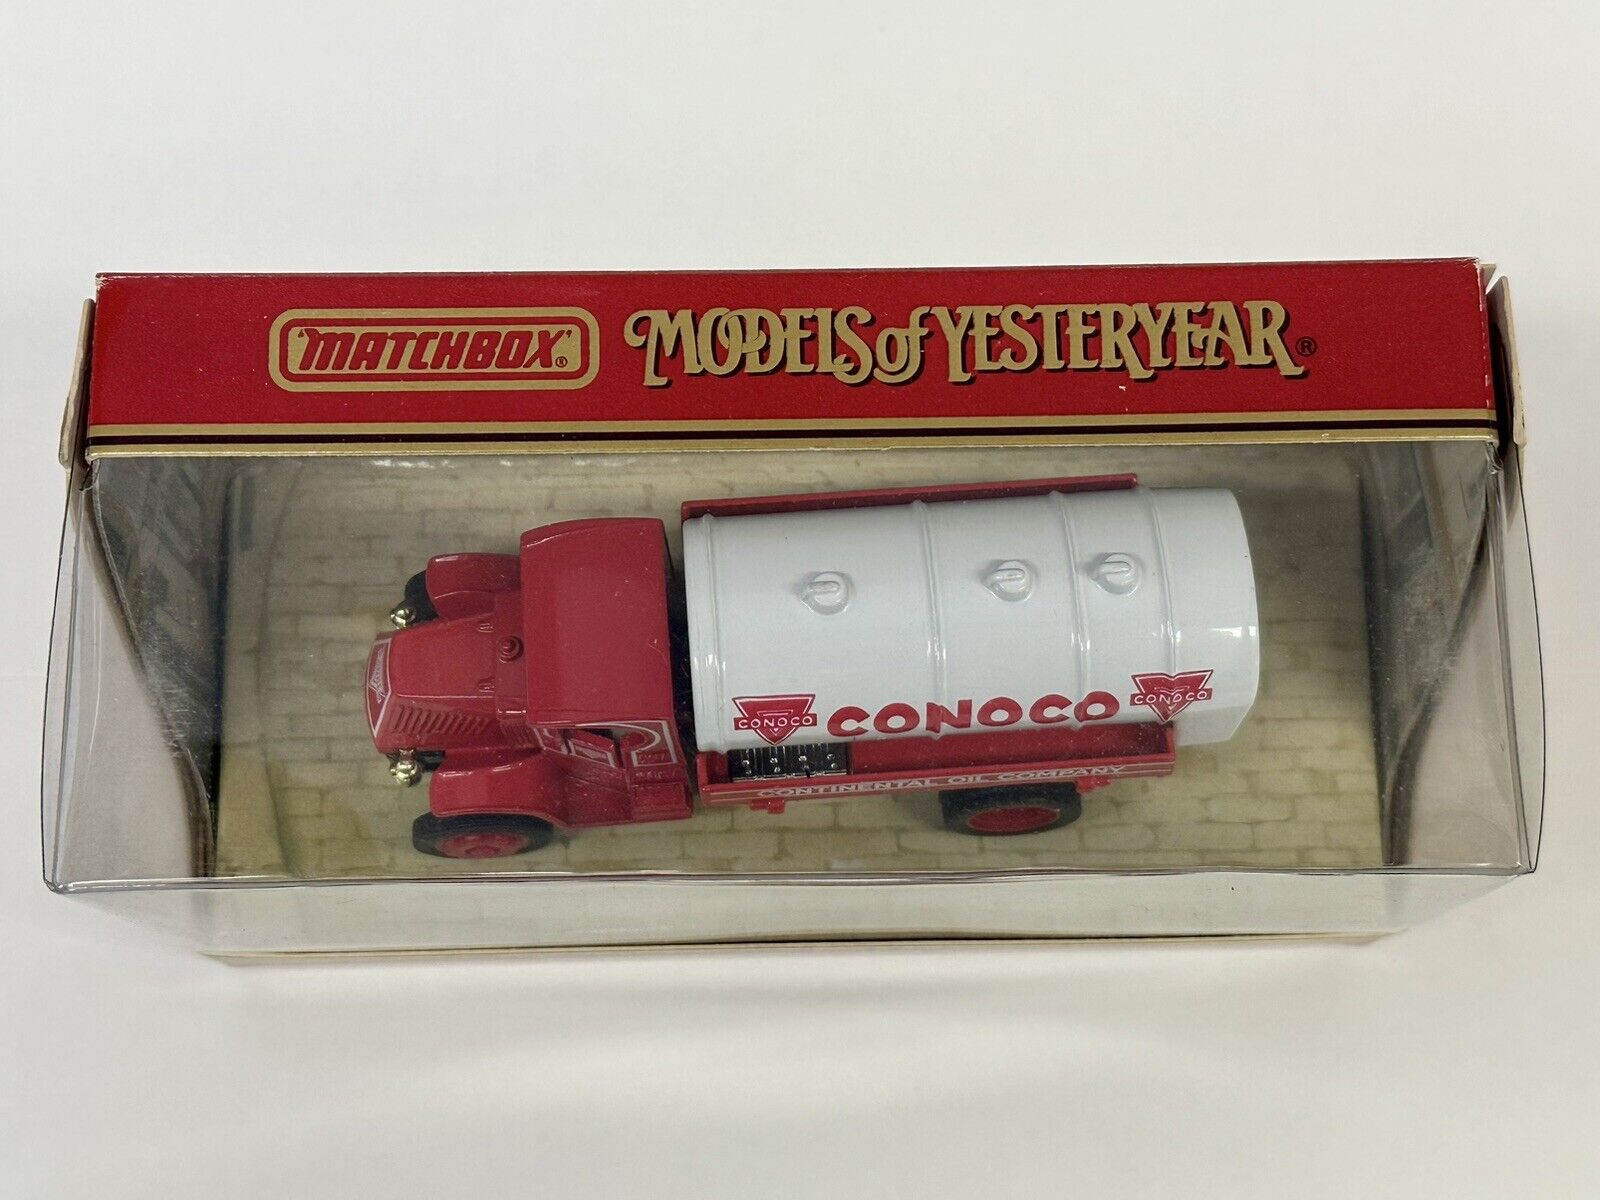 "MATCHBOX"®
MODELS of YESTERYEAR®
CONOCO CONOCO CONOCO
CONTINENTAL OIL COMPANY